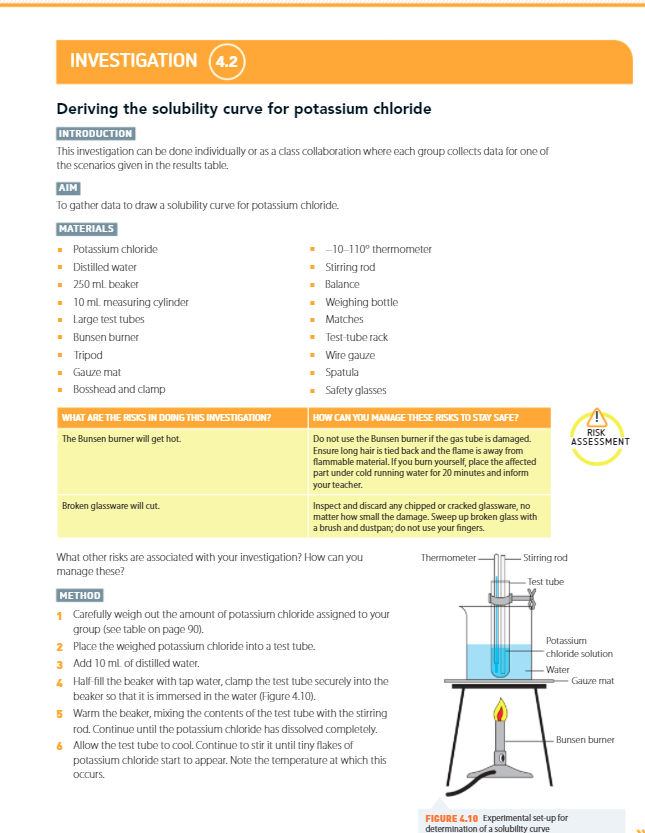 INVESTIGATION 4.2
Deriving the solubility curve for potassium chloride
INTRODUCTION
This investigation can be done individually or as a class collaboration where each group collects data for one of
the scenarios given in the results table.
AIM
To gather data to draw a solubility curve for potassium chloride.
MATERIALS
▪ Potassium chloride
▪ Distilled water
▪ 250 mL beaker
▪ 10 mL measuring cylinder
▪ Large test tubes
▪ Bunsen burner
▪ Tripod
▪ Gauze mat
▪ Bosshead and clamp
▪ –10–110° thermometer
▪ Stirring rod
▪ Balance
▪ Weighing bottle
▪ Matches
▪ Test-tube rack
▪ Wire gauze
▪ Spatula
▪ Safety glasses
WHAT ARE THE RISKS IN DOING THIS INVESTIGATION?
HOW CAN YOU MANAGE THESE RISKS TO STAY SAFE?
The Bunsen burner will get hot.
Do not use the Bunsen burner if the gas tube is damaged.
Ensure long hair is tied back and the flame is away from
flammable material. If you burn yourself, place the affected
part under cold running water for 20 minutes and inform
your teacher.
Broken glassware will cut.
Inspect and discard any chipped or cracked glassware, no
matter how small the damage. Sweep up broken glass with
a brush and dustpan; do not use your fingers.
!
RISK
ASSESSMENT
What other risks are associated with your investigation? How can you
manage these?
METHOD
1 Carefully weigh out the amount of potassium chloride assigned to your
group (see table on page 90).
2 Place the weighed potassium chloride into a test tube.
3 Add 10 mL of distilled water.
4 Half-fill the beaker with tap water, clamp the test tube securely into the
beaker so that it is immersed in the water (Figure 4.10).
5 Warm the beaker, mixing the contents of the test tube with the stirring
rod. Continue until the potassium chloride has dissolved completely.
6 Allow the test tube to cool. Continue to stir it until tiny flakes of
potassium chloride start to appear. Note the temperature at which this
occurs.
Thermometer
Stirring rod
Test tube
Potassium
chloride solution
Water
Gauze mat
Bunsen burner
FIGURE 4.10 Experimental set-up for
determination of a solubility curve